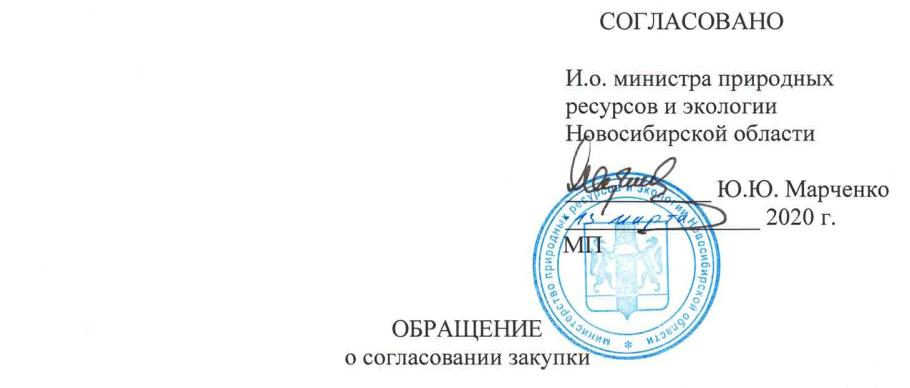 СОГЛАСОВАНО
И.о. министра природных
ресурсов и экологии
Новосибирской области
Ю.Ю. Марченко
13 марта 2020 г.
МП
министерство природных ресурсов и экологии Новосибирской области
ОБРАЩЕНИЕ
о согласовании закупки